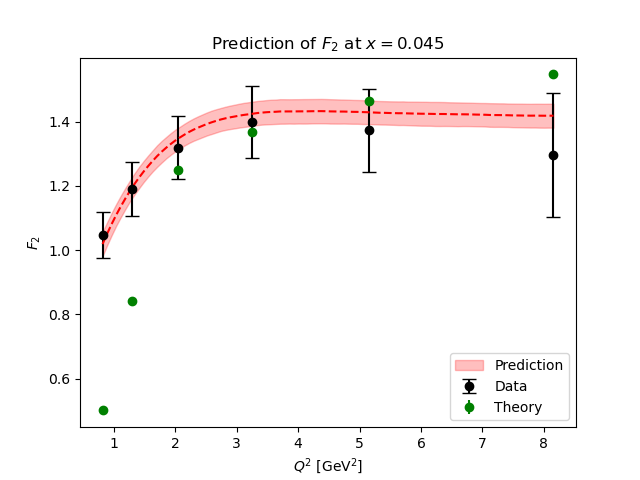 Prediction of $F_2$ at $x = 0.045$
1.4
1.2
1.0
0.8
0.6
$F_2$
1 2 3 4 5 6 7 8
$Q^2$ [GeV$^2$]
Prediction
Data
Theory